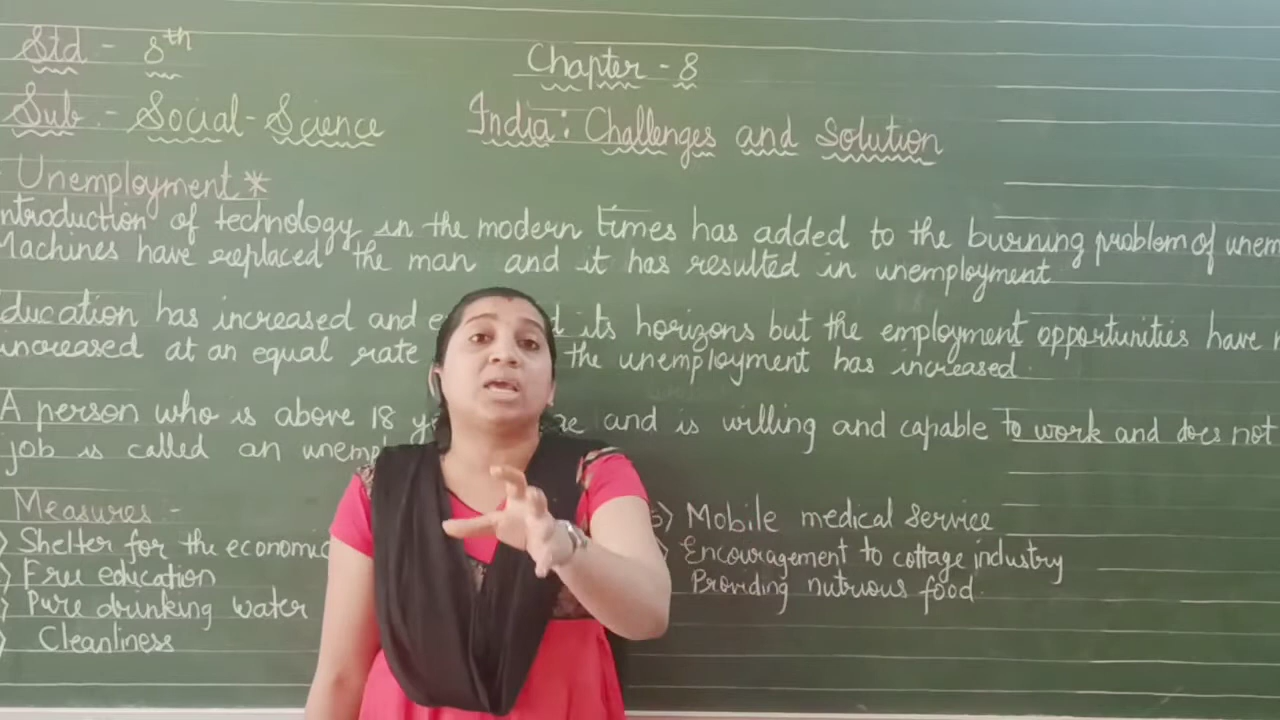 Std - 8th
Chapter - 8
Sub - Social-Science
India: Challenges and Solution
Unemployment *
ntroduction of technology in the modern times has added to the burning problem of unem
Machines have replaced the man and it has resulted in unemployment
ducation has increased and its horizons but the employment opportunities have
increased at an equal rate the unemployment has increased.
A person who is above 18 and is willing and capable to work and does not
job is called an unemp
Measures :-
Shelter for the economic
Free education
Pure drinking water
Cleanliness
Mobile medical Service
Encouragement to cottage industry
Providing nutrious food.